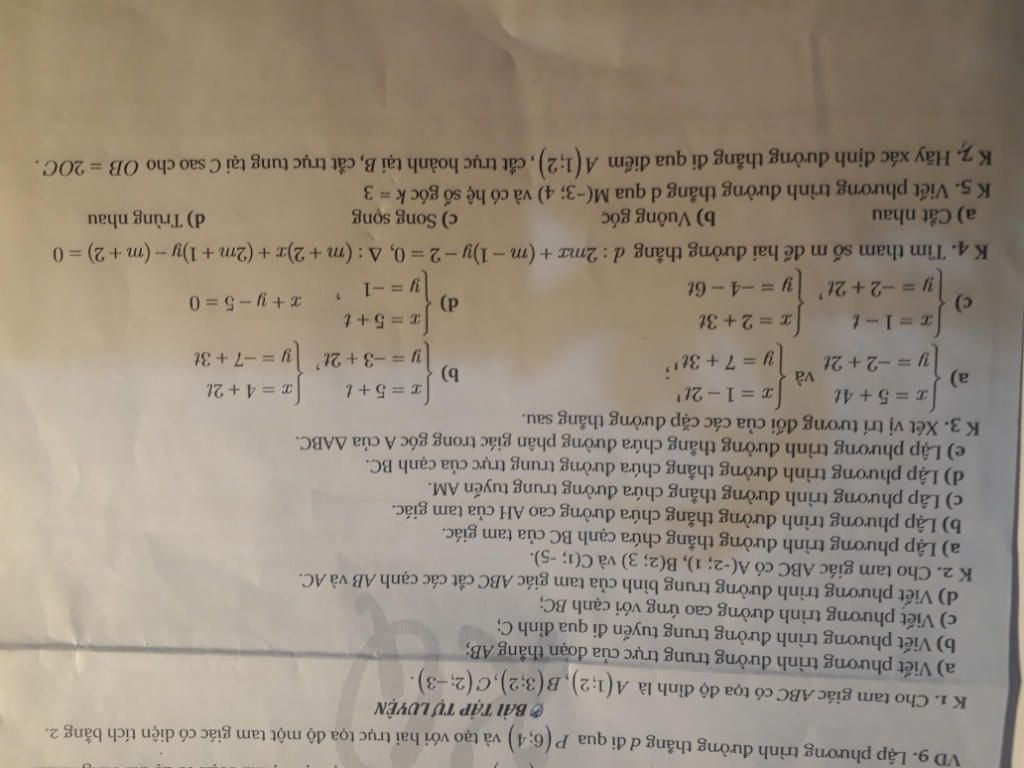 VD 9. Lập phương trình đường thẳng d đi qua P(6;4) và tạo với hai trục tọa độ một tam giác có diện tích bằng 2.
BÀI TẬP TỰ LUYỆN
K 1. Cho tam giác ABC có tọa độ đỉnh là A(1;2), B(3;2), C(2;−3).
a) Viết phương trình đường trung trực của đoạn thẳng AB;
b) Viết phương trình đường trung tuyến đi qua đỉnh C;
c) Viết phương trình đường cao ứng với cạnh BC;
d) Viết phương trình đường trung bình của tam giác ABC cắt các cạnh AB và AC.
K 2. Cho tam giác ABC có A(-2; 1), B(2; 3) và C(1; -5).
a) Lập phương trình đường thẳng chứa cạnh BC của tam giác.
b) Lập phương trình đường thẳng chứa đường cao AH của tam giác.
c) Lập phương trình đường thẳng chứa đường trung tuyến AM.
d) Lập phương trình đường thẳng chứa đường trung trực của cạnh BC.
e) Lập phương trình đường thẳng chứa đường phân giác trong góc A của ΔABC.
K 3. Xét vị trí tương đối của các cặp đường thẳng sau.
a) { x = 5 + 4t y = −2 + 2t và { x = 1 − 2t' y = 7 + 3t' ; b) { x = 5 + t y = −3 + 2t , { x = 4 + 2t y = −7 + 3t
c) { x = 1 − t y = −2 + 2t , { x = 2 + 3t y = −4 − 6t d) { x = 5 + t y = −1 , x + y − 5 = 0
K 4. Tìm tham số m để hai đường thẳng d : 2mx + (m − 1)y − 2 = 0, Δ : (m + 2)x + (2m + 1)y − (m + 2) = 0
a) Cắt nhau b) Vuông góc c) Song song d) Trùng nhau
K 5. Viết phương trình đường thẳng d qua M(-3; 4) và có hệ số góc k = 3
K 7. Hãy xác định đường thẳng đi qua điểm A(1;2), cắt trục hoành tại B, cắt trục tung tại C sao cho OB = 2OC.